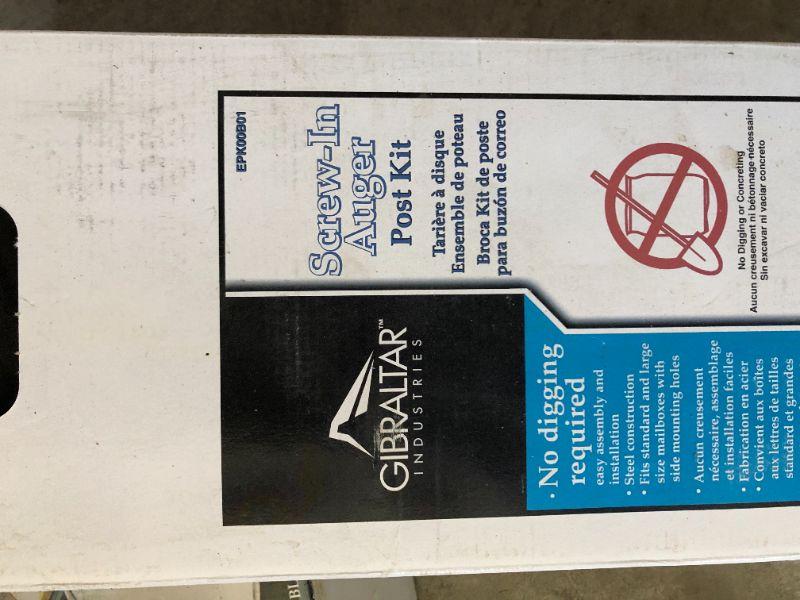 EPK00B01
Screw-In
Auger
Post Kit
Tarière à disque
Ensemble de poteau
Broca Kit de poste
para buzón de correo
No Digging or Concreting
Aucun creusement ni bétonnage nécessaire
Sin excavar ni vaciar concreto
GIBRALTAR™
INDUSTRIES
· No digging
required
easy assembly and
installation
• Steel construction
• Fits standard and large
size mailboxes with
side mounting holes
• Aucun creusement
nécessaire, assemblage
et installation faciles
• Fabrication en acier
• Convient aux boîtes
aux lettres de tailles
standard et grandes
BL